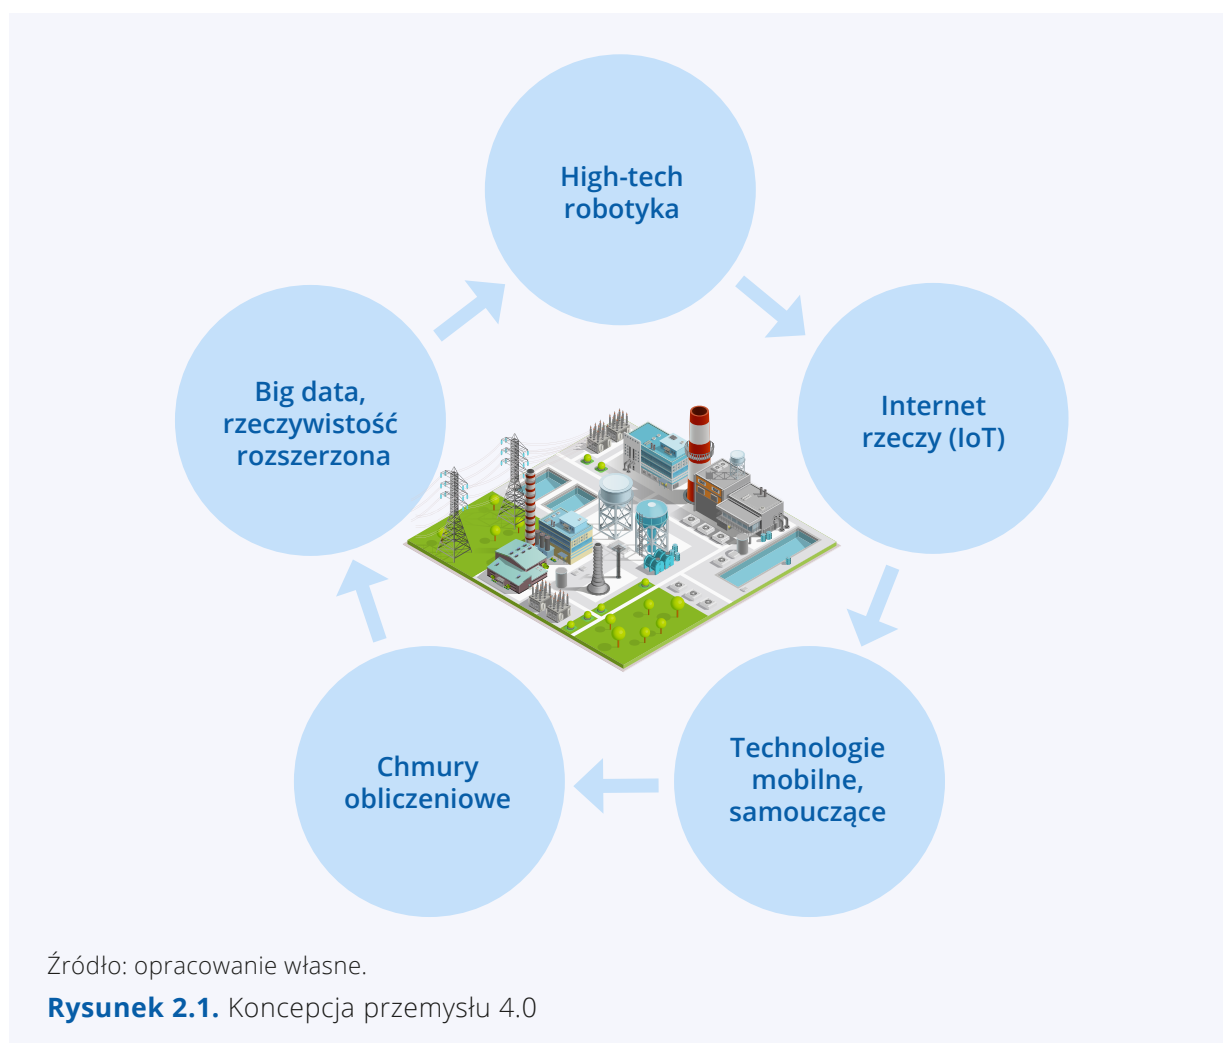 High-tech
robotyka
Internet
rzeczy (IoT)
Technologie
mobilne,
samouczące
Chmury
obliczeniowe
Big data,
rzeczywistość
rozszerzona
Źródło: opracowanie własne.
Rysunek 2.1. Koncepcja przemysłu 4.0